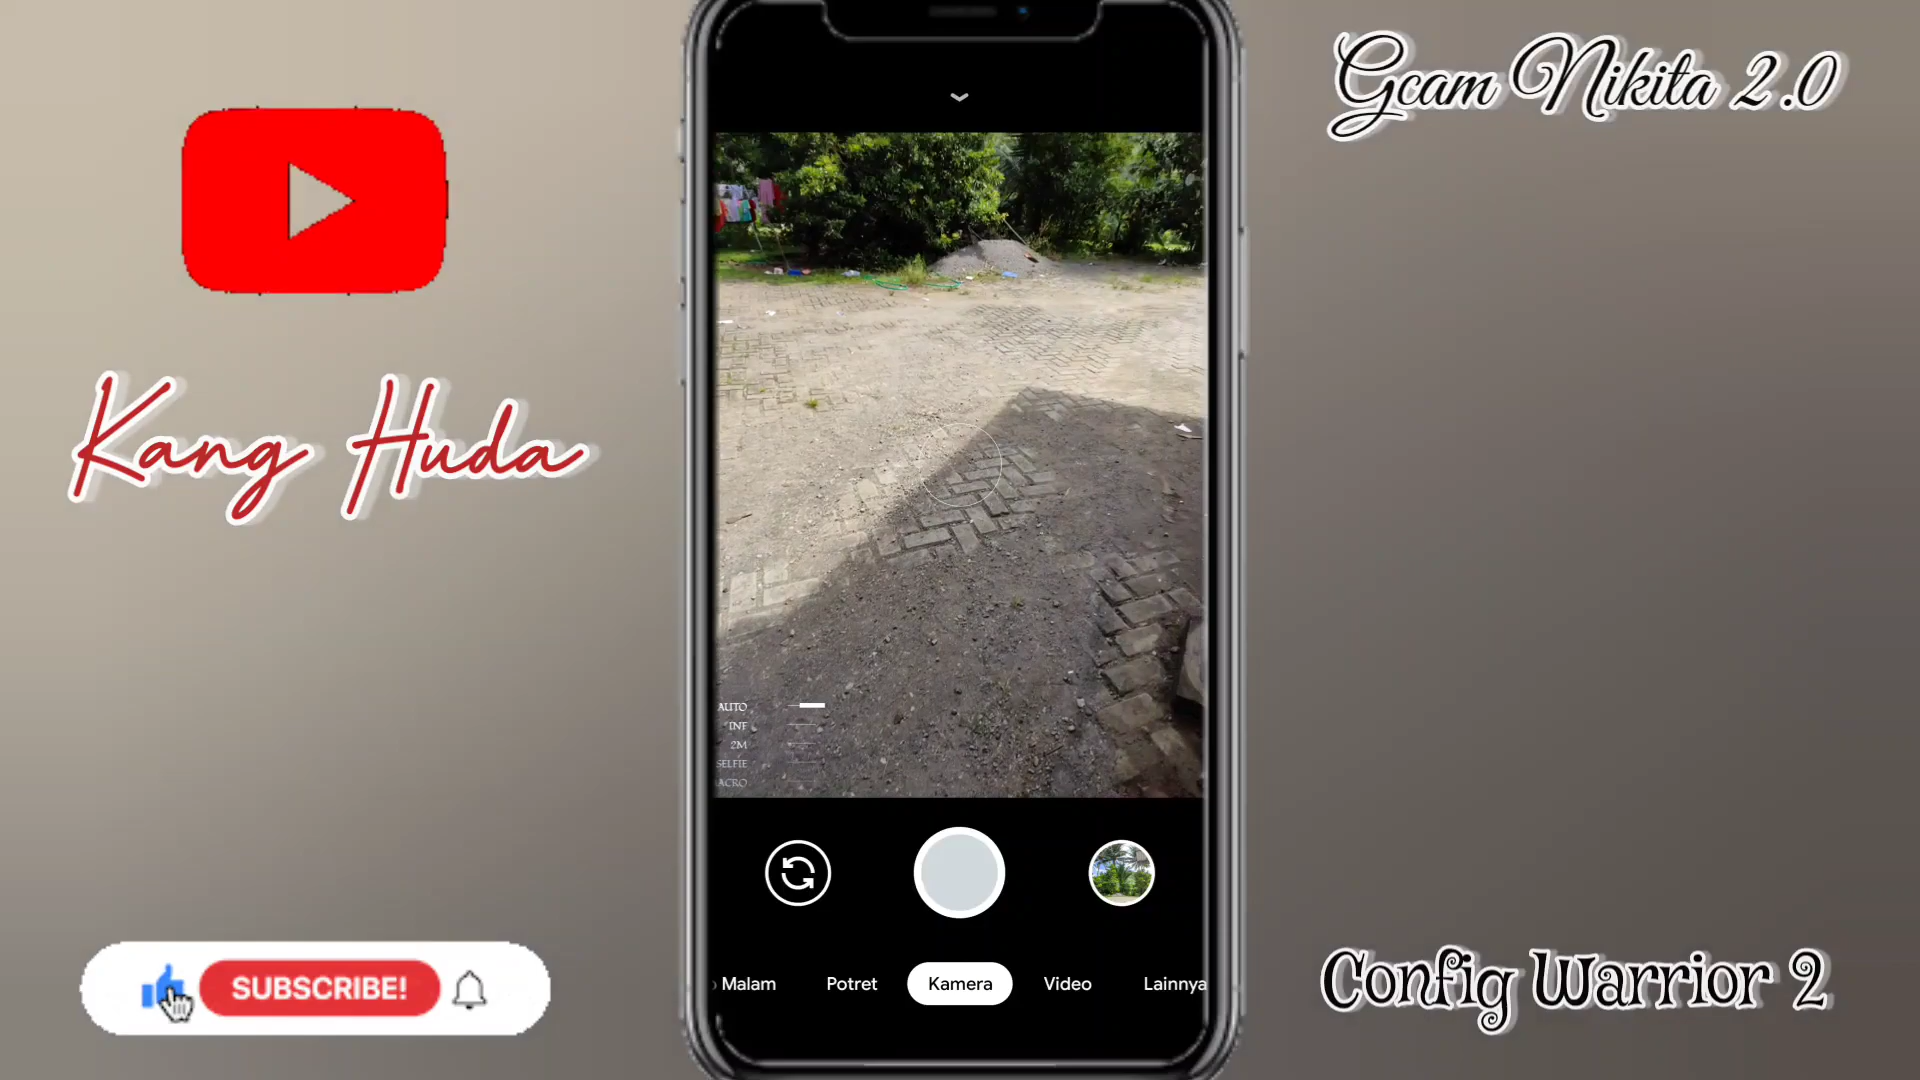 Gcam Nikita 2.0
Kang Huda
AUTO
INF
2M
SELFIE
ACRO
SUBSCRIBE!
Malam
Potret
Kamera
Video
Lainnya
Config Warrior 2